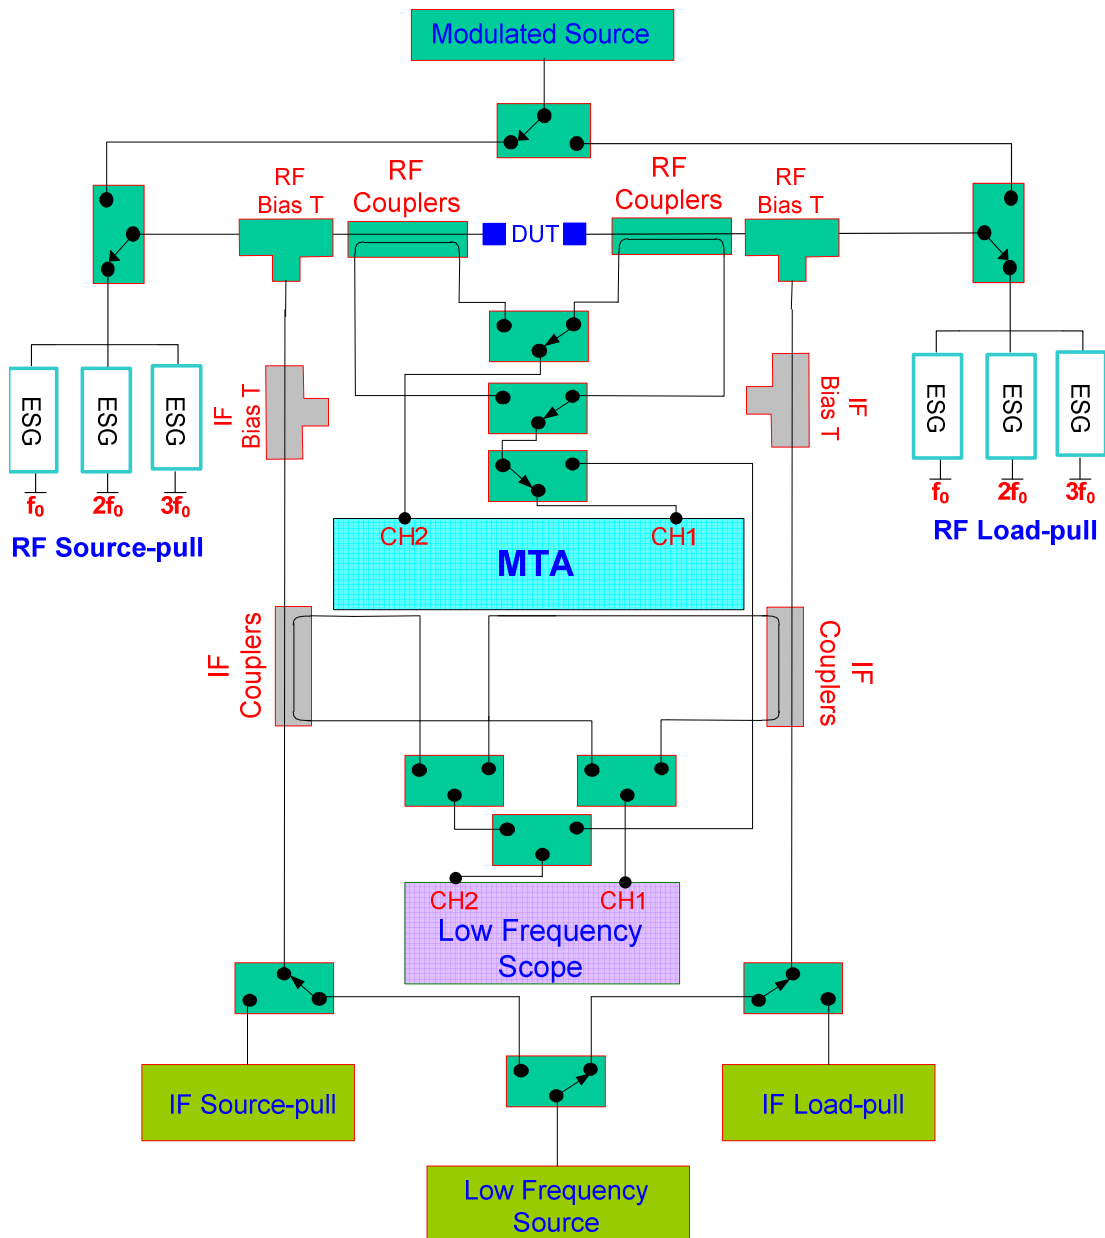 Modulated Source
RF
Bias T
RF
Couplers
DUT
RF
Couplers
RF
Bias T
ESG
ESG
ESG
IF
Bias T
IF
Bias T
ESG
ESG
ESG
f0
2f0
3f0
RF Source-pull
f0
2f0
3f0
RF Load-pull
CH2
CH1
MTA
IF
Couplers
IF
Couplers
CH2
CH1
Low Frequency
Scope
IF Source-pull
IF Load-pull
Low Frequency
Source